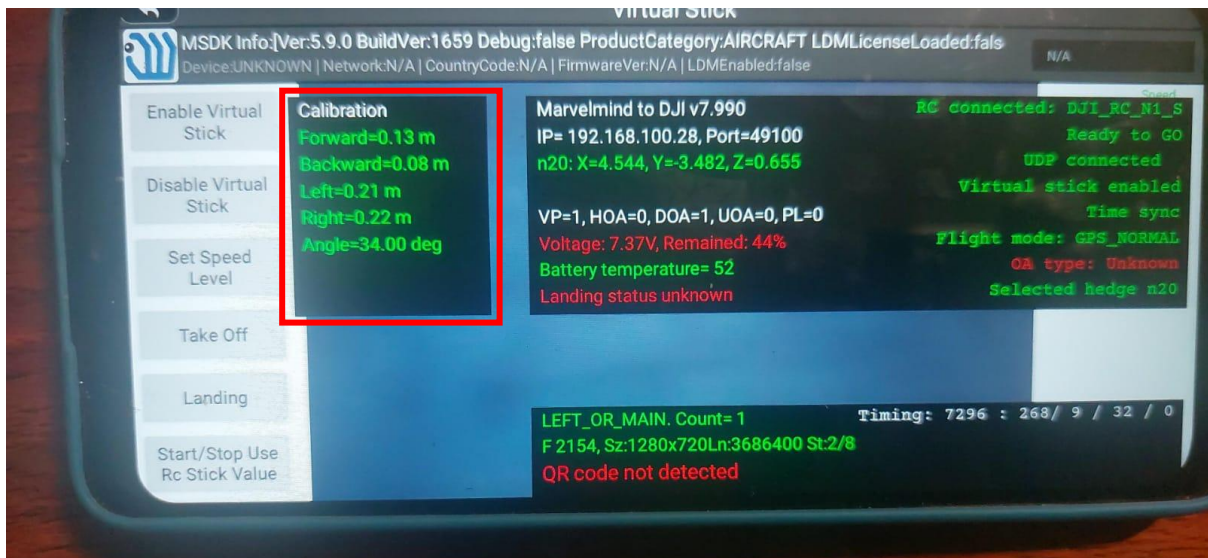 Virtual Stick
MSDK Info:[Ver:5.9.0 BuildVer:1659 Debug:false ProductCategory:AIRCRAFT LDMLicenseLoaded:fals
Device:UNKNOWN | Network:N/A | CountryCode:N/A | FirmwareVer:N/A | LDMEnabled:false
N/A
Enable Virtual
Stick
Disable Virtual
Stick
Set Speed
Level
Take Off
Landing
Start/Stop Use
Rc Stick Value
Calibration
Forward=0.13 m
Backward=0.08 m
Left=0.21 m
Right=0.22 m
Angle=34.00 deg
Marvelmind to DJI v7.990
IP= 192.168.100.28, Port=49100
n20: X=4.544, Y=-3.482, Z=0.655
VP=1, HOA=0, DOA=1, UOA=0, PL=0
Voltage: 7.37V, Remained: 44%
Battery temperature= 52
Landing status unknown
Speed
RC connected: DJI_RC_N1_S
Ready to GO
UDP connected
Virtual stick enabled
Time sync
Flight mode: GPS_NORMAL
OA type: Unknown
Selected hedge n20
LEFT_OR_MAIN. Count= 1
Timing: 7296 : 268/ 9 / 32 / 0
F 2154, Sz:1280x720Ln:3686400 St:2/8
QR code not detected